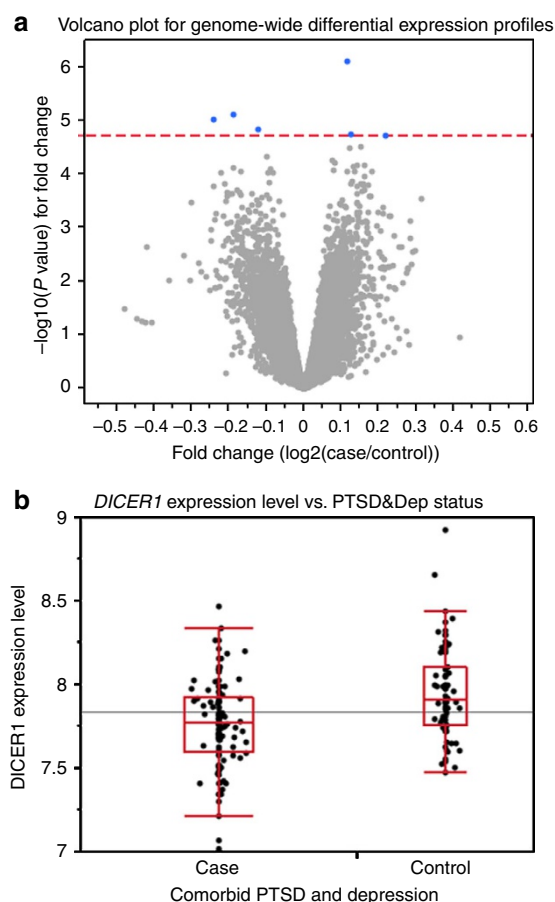 a
Volcano plot for genome-wide differential expression profiles
−log10(P value) for fold change
6
5
4
3
2
1
0
−0.5 −0.4 −0.3 −0.2 −0.1 0 0.1 0.2 0.3 0.4 0.5 0.6
Fold change (log2(case/control))
b
DICER1 expression level vs. PTSD&Dep status
DICER1 expression level
9
8.5
8
7.5
7
Case Control
Comorbid PTSD and depression